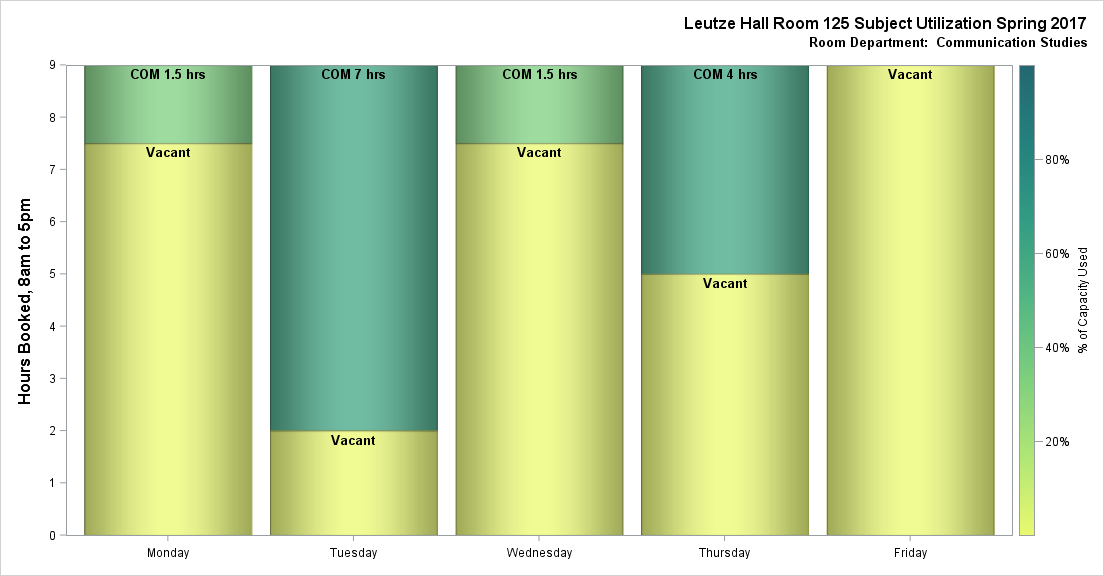 Leutze Hall Room 125 Subject Utilization Spring 2017
Room Department: Communication Studies
Hours Booked, 8am to 5pm
9
8
7
6
5
4
3
2
1
0
COM 1.5 hrs
Vacant
COM 7 hrs
Vacant
COM 1.5 hrs
Vacant
COM 4 hrs
Vacant
Vacant
Monday
Tuesday
Wednesday
Thursday
Friday
80%
60%
40%
20%
% of Capacity Used